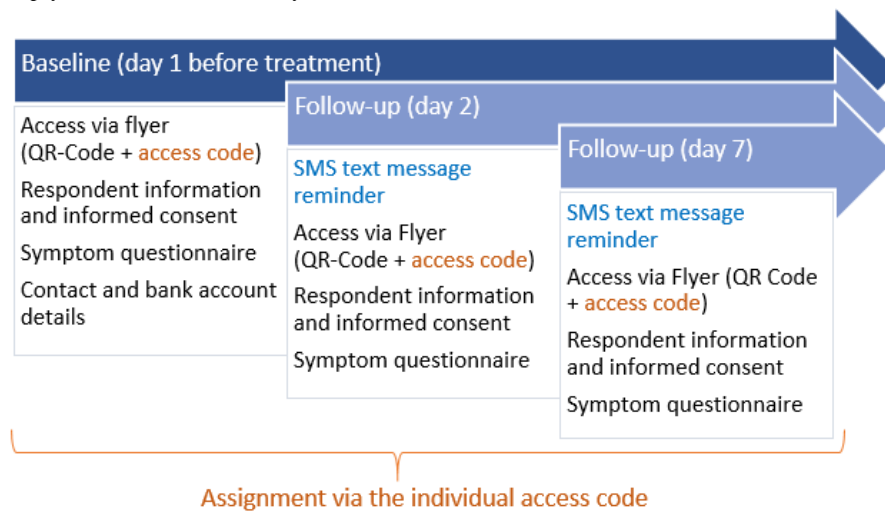 Baseline (day 1 before treatment)
Access via flyer
(QR-Code + access code)
Respondent information
and informed consent
Symptom questionnaire
Contact and bank account
details
Follow-up (day 2)
SMS text message
reminder
Access via Flyer
(QR-Code + access code)
Respondent information
and informed consent
Symptom questionnaire
Follow-up (day 7)
SMS text message
reminder
Access via Flyer (QR Code
+ access code)
Respondent information
and informed consent
Symptom questionnaire
Assignment via the individual access code